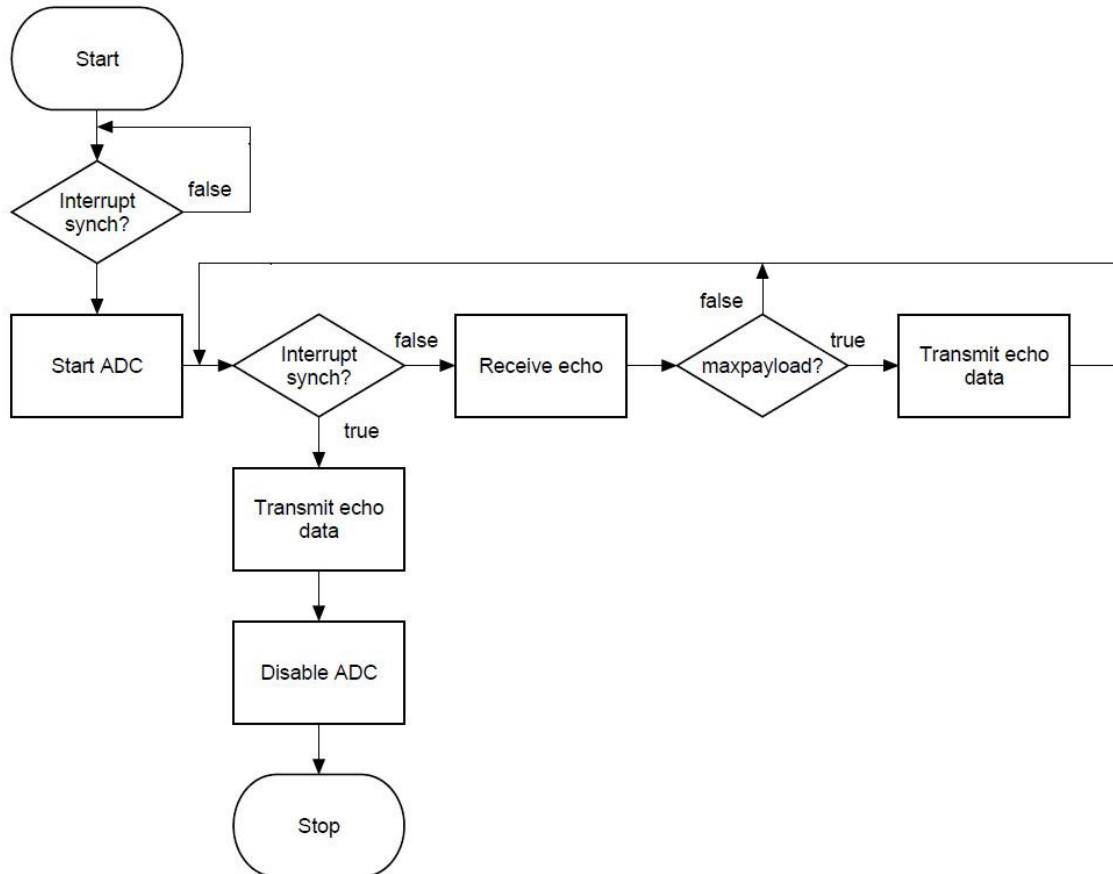 Start
Interrupt
synch?
false
Start ADC
Interrupt
synch?
false
true
Receive echo
maxpayload?
false
true
Transmit echo
data
Transmit echo
data
Disable ADC
Stop